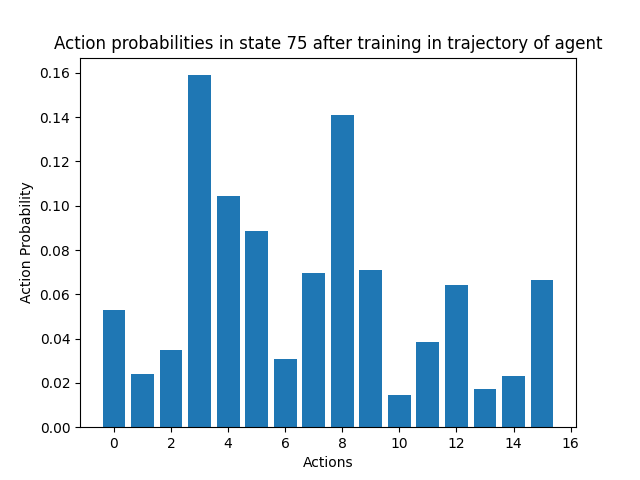 Action probabilities in state 75 after training in trajectory of agent
0.16
0.14
0.12
0.10
0.08
0.06
0.04
0.02
0.00
Action Probability
0 2 4 6 8 10 12 14 16
Actions